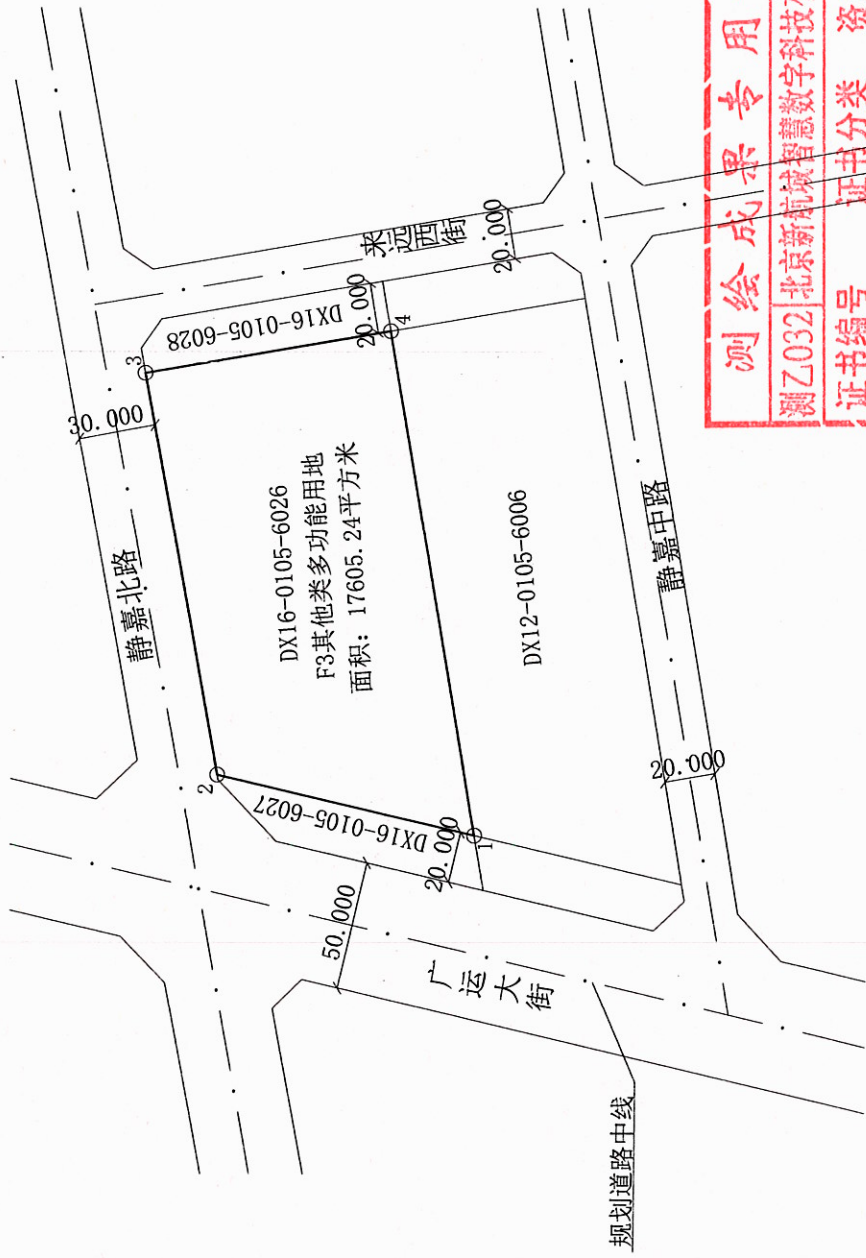 静嘉北路
30.000
3
DX16-0105-6028
来远西街
20.000
20.000
4
2
DX16-0105-6026
F3其他类多功能用地
面积：17605.24平方米
DX16-0105-6027
20.000
1
50.000
广运大街
DX12-0105-6006
静嘉中路
20.000
规划道路中线
测绘成果专用
测乙032 北京新航城智慧数字科技
证书编号 证书分类 资